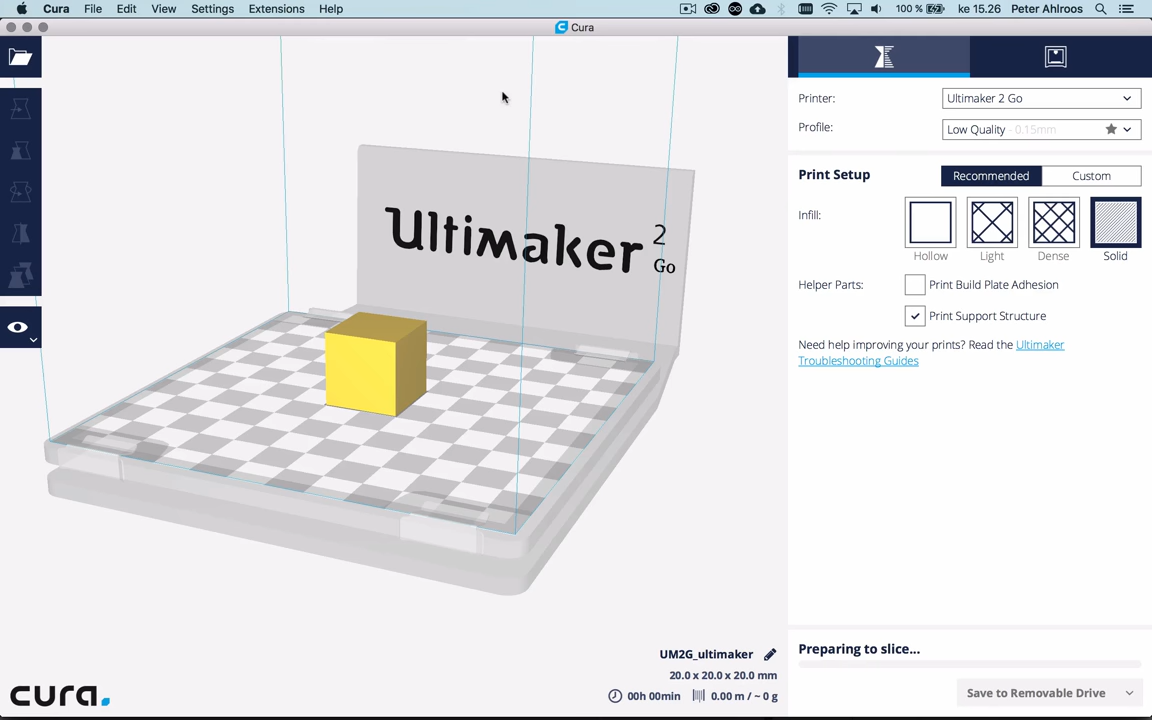 Cura File Edit View Settings Extensions Help 100 % ke 15.26 Peter Ahlroos
Cura
Printer: Ultimaker 2 Go
Profile: Low Quality - 0.15mm
Print Setup Recommended Custom
Infill:
Hollow Light Dense Solid
Helper Parts: Print Build Plate Adhesion
Print Support Structure
Need help improving your prints? Read the Ultimaker
Troubleshooting Guides
Ultimaker 2
Go
UM2G_ultimaker
20.0 x 20.0 x 20.0 mm
00h 00min 0.00 m / ~ 0 g
cura.
Preparing to slice...
Save to Removable Drive